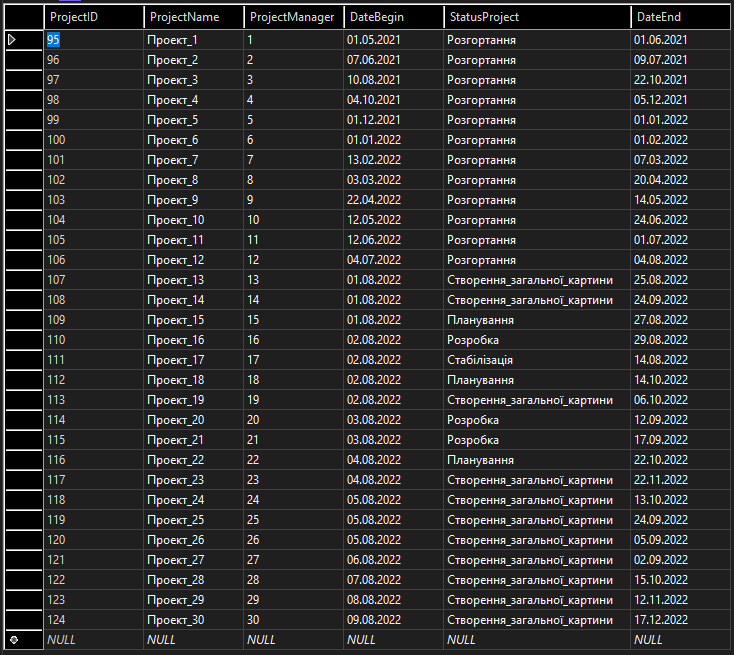 ProjectID ProjectName ProjectManager DateBegin StatusProject DateEnd
95 Проект_1 1 01.05.2021 Розгортання 01.06.2021
96 Проект_2 2 07.06.2021 Розгортання 09.07.2021
97 Проект_3 3 10.08.2021 Розгортання 22.10.2021
98 Проект_4 4 04.10.2021 Розгортання 05.12.2021
99 Проект_5 5 01.12.2021 Розгортання 01.01.2022
100 Проект_6 6 01.01.2022 Розгортання 01.02.2022
101 Проект_7 7 13.02.2022 Розгортання 07.03.2022
102 Проект_8 8 03.03.2022 Розгортання 20.04.2022
103 Проект_9 9 22.04.2022 Розгортання 14.05.2022
104 Проект_10 10 12.05.2022 Розгортання 24.06.2022
105 Проект_11 11 12.06.2022 Розгортання 01.07.2022
106 Проект_12 12 04.07.2022 Розгортання 04.08.2022
107 Проект_13 13 01.08.2022 Створення_загальної_картини 25.08.2022
108 Проект_14 14 01.08.2022 Створення_загальної_картини 24.09.2022
109 Проект_15 15 01.08.2022 Планування 27.08.2022
110 Проект_16 16 02.08.2022 Розробка 29.08.2022
111 Проект_17 17 02.08.2022 Стабілізація 14.08.2022
112 Проект_18 18 02.08.2022 Планування 14.10.2022
113 Проект_19 19 02.08.2022 Створення_загальної_картини 06.10.2022
114 Проект_20 20 03.08.2022 Розробка 12.09.2022
115 Проект_21 21 03.08.2022 Розробка 17.09.2022
116 Проект_22 22 04.08.2022 Планування 22.10.2022
117 Проект_23 23 04.08.2022 Створення_загальної_картини 22.11.2022
118 Проект_24 24 05.08.2022 Створення_загальної_картини 13.10.2022
119 Проект_25 25 05.08.2022 Створення_загальної_картини 24.09.2022
120 Проект_26 26 05.08.2022 Створення_загальної_картини 05.09.2022
121 Проект_27 27 06.08.2022 Створення_загальної_картини 02.09.2022
122 Проект_28 28 07.08.2022 Створення_загальної_картини 15.10.2022
123 Проект_29 29 08.08.2022 Створення_загальної_картини 12.11.2022
124 Проект_30 30 09.08.2022 Створення_загальної_картини 17.12.2022
NULL NULL NULL NULL NULL NULL